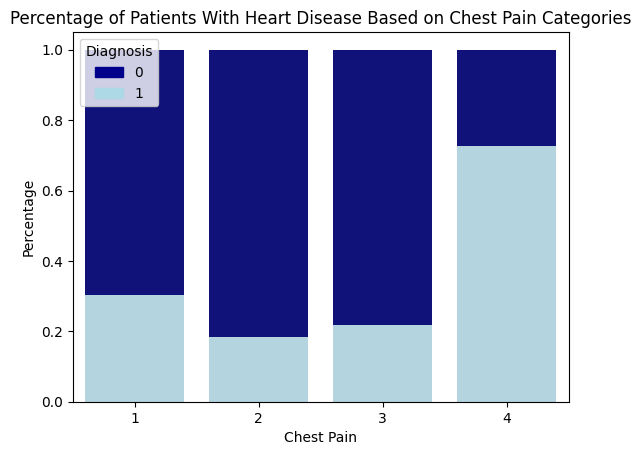 Percentage of Patients With Heart Disease Based on Chest Pain Categories
Diagnosis
0
1
1.0
0.8
0.6
0.4
0.2
0.0
Percentage
1 2 3 4
Chest Pain